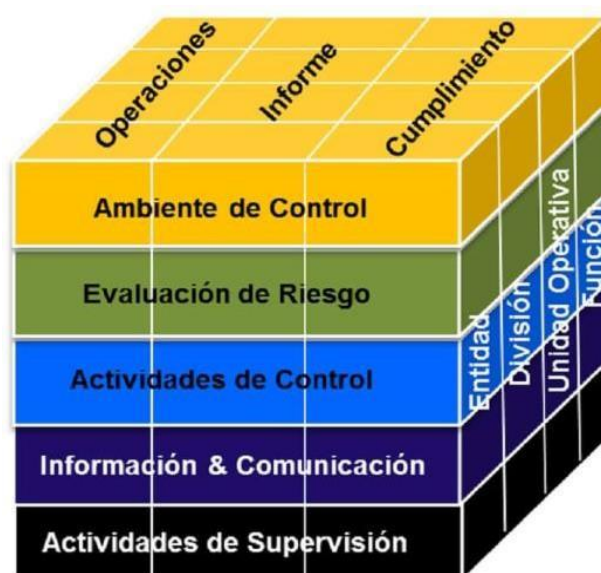 Operaciones
Informe
Cumplimiento
Ambiente de Control
Evaluación de Riesgo
Actividades de Control
Información & Comunicación
Actividades de Supervisión
Entidad
División
Unidad Operativa
Función